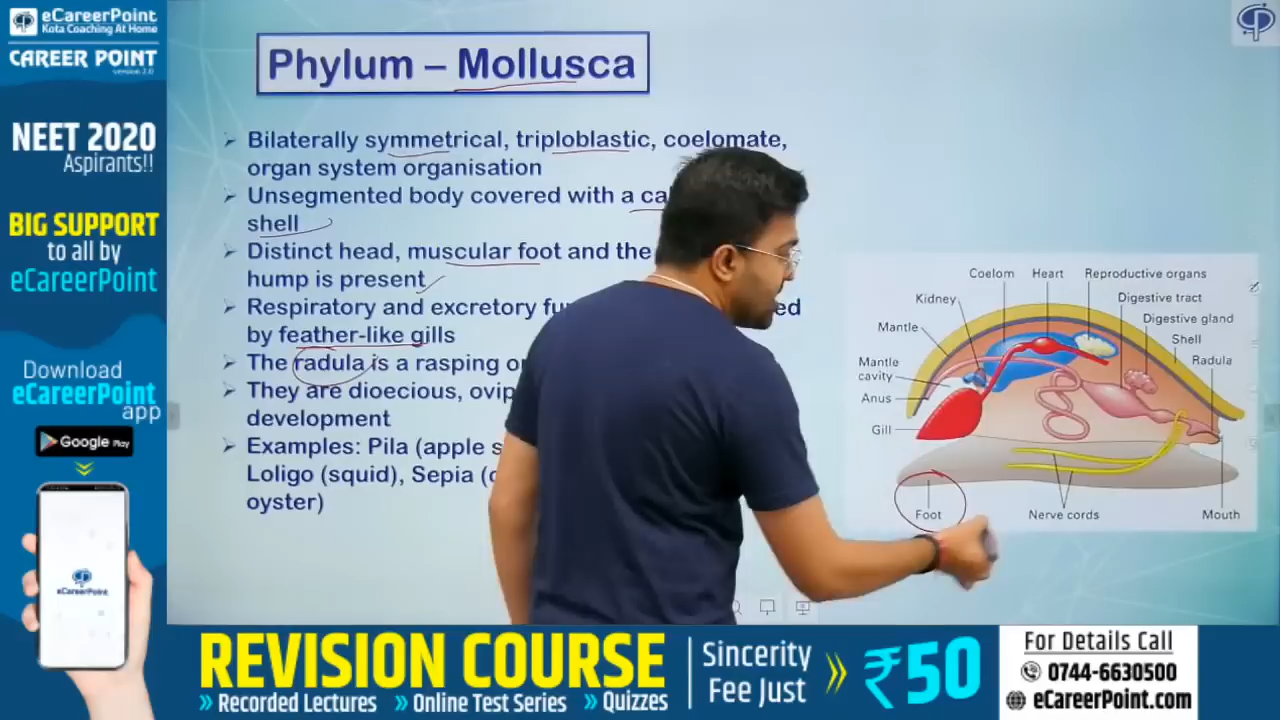 eCareerPoint
Kota Coaching At Home
CAREER POINT
version 2.0
NEET 2020
Aspirants!!
BIG SUPPORT
to all by
eCareerPoint
Download
eCareerPoint
app
Google Play
eCareerPoint
Phylum – Mollusca
Bilaterally symmetrical, triploblastic, coelomate,
organ system organisation
Unsegmented body covered with a
shell
Distinct head, muscular foot and the
hump is present
Respiratory and excretory
by feather-like gills
The radula is a rasping
They are dioecious,
development
Examples: Pila (apple
Loligo (squid), Sepia
oyster)
Coelom Heart Reproductive organs
Kidney Digestive tract
Digestive gland
Mantle Shell
Mantle Radula
cavity
Anus
Gill
Foot Nerve cords Mouth
REVISION COURSE
» Recorded Lectures » Online Test Series » Quizzes
Sincerity
Fee Just
» ₹50
For Details Call
0744-6630500
eCareerPoint.com